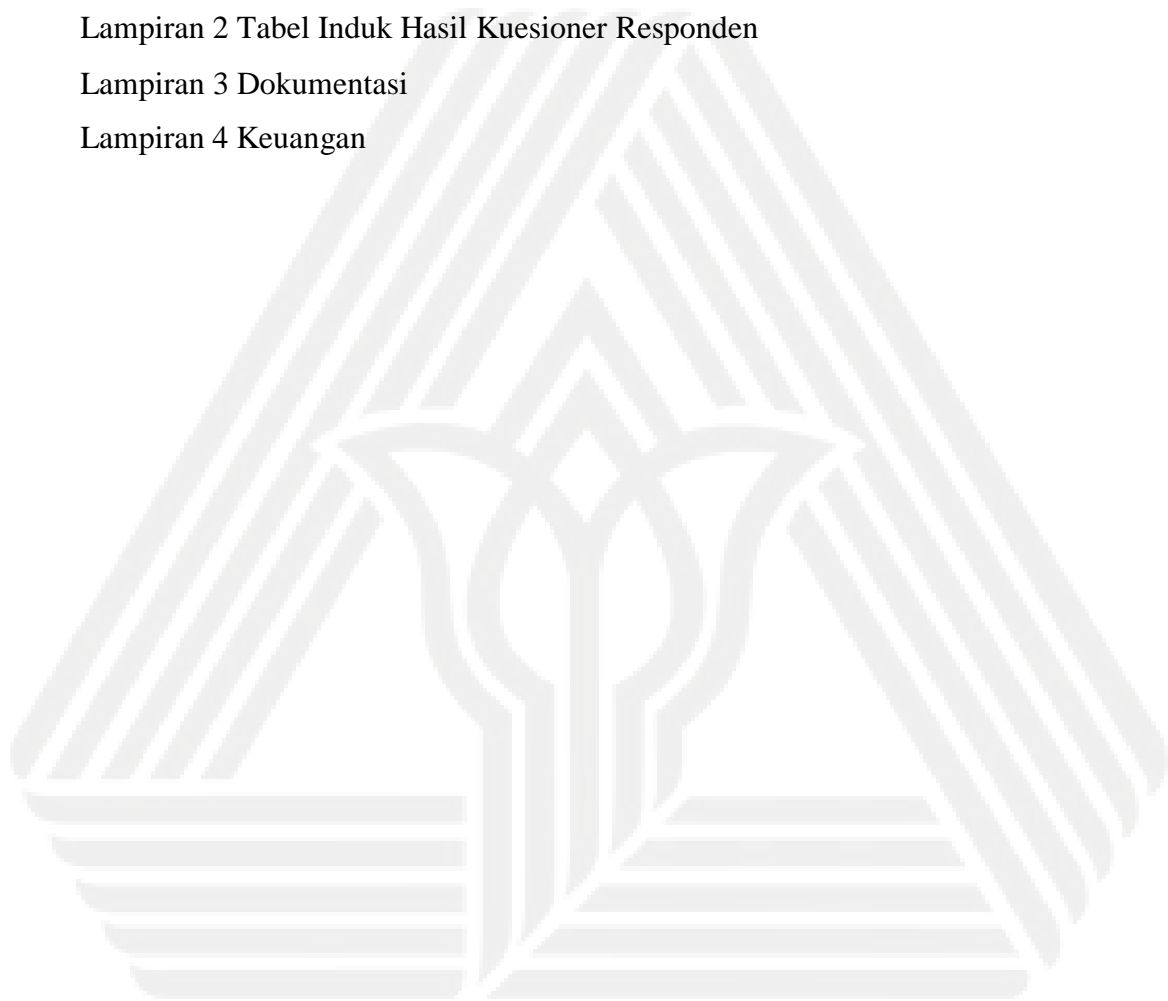 Lampiran 2 Tabel Induk Hasil Kuesioner Responden
Lampiran 3 Dokumentasi
Lampiran 4 Keuangan